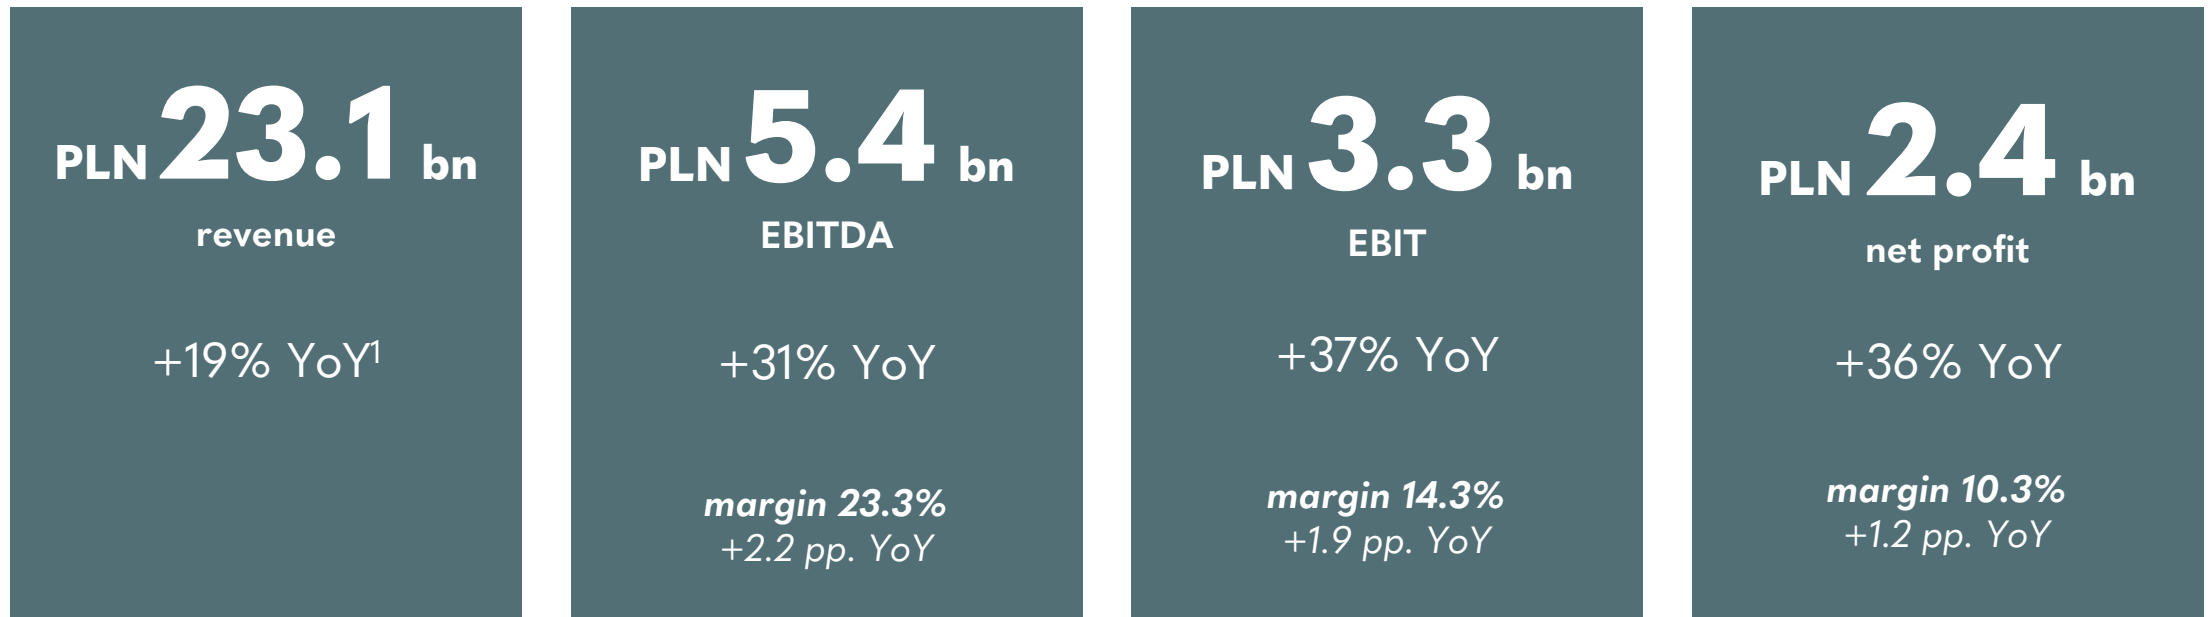 PLN 23.1 bn
revenue
+19% YoY¹
PLN 5.4 bn
EBITDA
+31% YoY
margin 23.3%
+2.2 pp. YoY
PLN 3.3 bn
EBIT
+37% YoY
margin 14.3%
+1.9 pp. YoY
PLN 2.4 bn
net profit
+36% YoY
margin 10.3%
+1.2 pp. YoY